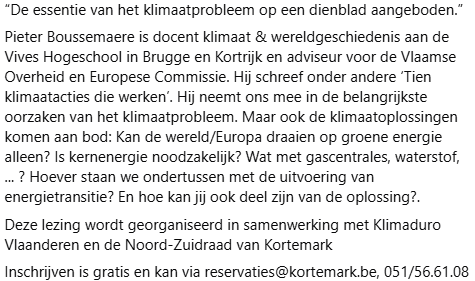 “De essentie van het klimaatprobleem op een dienblad aangeboden.”
Pieter Boussemaere is docent klimaat & wereldgeschiedenis aan de
Vives Hogeschool in Brugge en Kortrijk en adviseur voor de Vlaamse
Overheid en Europese Commissie. Hij schreef onder andere ‘Tien
klimaatacties die werken’. Hij neemt ons mee in de belangrijkste
oorzaken van het klimaatprobleem. Maar ook de klimaatoplossingen
komen aan bod: Kan de wereld/Europa draaien op groene energie
alleen? Is kernenergie noodzakelijk? Wat met gascentrales, waterstof,
... ? Hoever staan we ondertussen met de uitvoering van
energietransitie? En hoe kan jij ook deel zijn van de oplossing?.
Deze lezing wordt georganiseerd in samenwerking met Klimaduro
Vlaanderen en de Noord-Zuidraad van Kortemark
Inschrijven is gratis en kan via reservaties@kortemark.be, 051/56.61.08